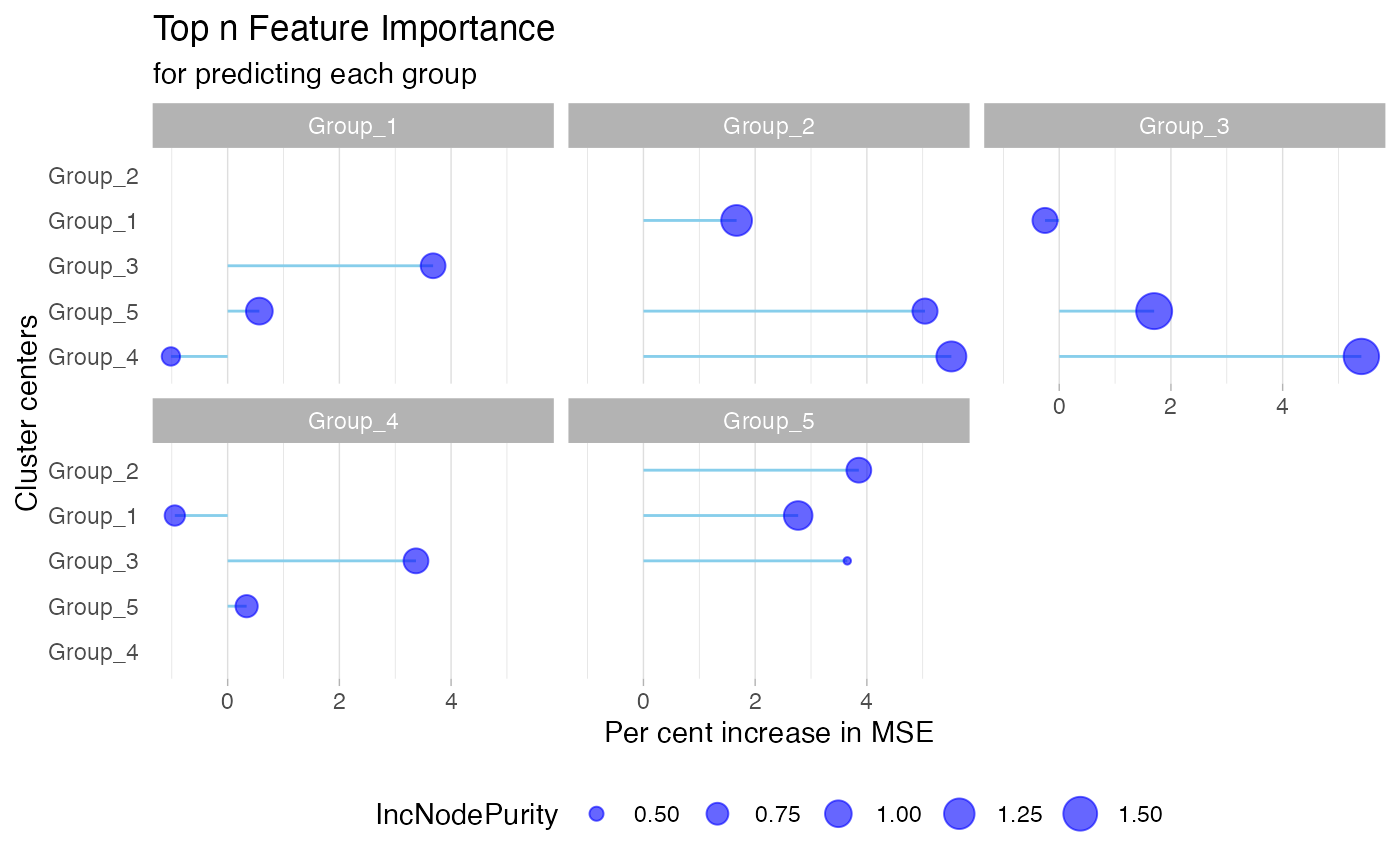 Top n Feature Importance
for predicting each group
Group_1 Group_2 Group_3
Group_2
Group_1
Group_3
Group_5
Group_4
0 2 4
Cluster centers
Group_4 Group_5
Group_2
Group_1
Group_3
Group_5
Group_4
0 2 4 0 2 4
Per cent increase in MSE
IncNodePurity 0.50 0.75 1.00 1.25 1.50